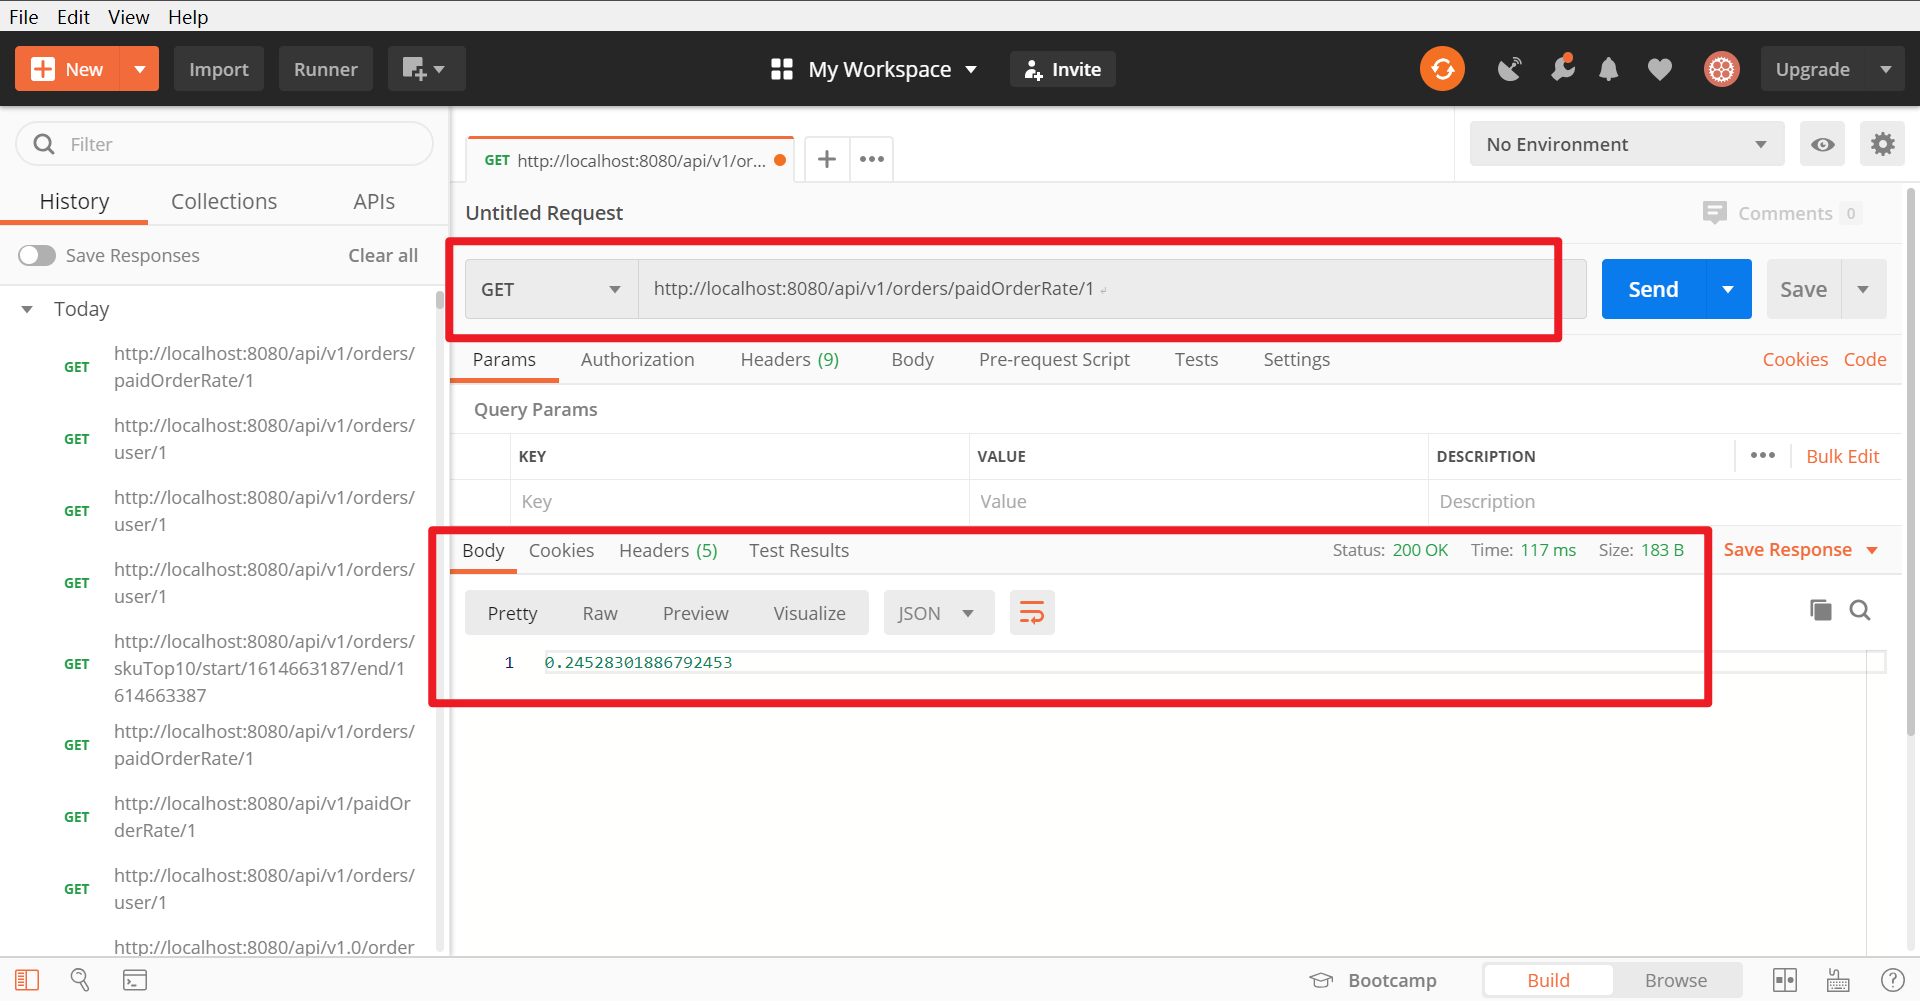 File Edit View Help
New Import Runner My Workspace Invite Upgrade
Filter
History Collections APIs
Save Responses Clear all
Today
GET http://localhost:8080/api/v1/orders/
paidOrderRate/1
GET http://localhost:8080/api/v1/orders/
user/1
GET http://localhost:8080/api/v1/orders/
user/1
GET http://localhost:8080/api/v1/orders/
user/1
GET http://localhost:8080/api/v1/orders/
skuTop10/start/1614663187/end/1
614663387
GET http://localhost:8080/api/v1/orders/
paidOrderRate/1
GET http://localhost:8080/api/v1/paidOr
derRate/1
GET http://localhost:8080/api/v1/orders/
user/1
http://localhost:8080/api/v1.0/order
GET http://localhost:8080/api/v1/or...
No Environment
Untitled Request
Comments 0
GET http://localhost:8080/api/v1/orders/paidOrderRate/1
Send Save
Params Authorization Headers (9) Body Pre-request Script Tests Settings Cookies Code
Query Params
KEY VALUE DESCRIPTION Bulk Edit
Key Value Description
Body Cookies Headers (5) Test Results Status: 200 OK Time: 117 ms Size: 183 B Save Response
Pretty Raw Preview Visualize JSON
1 0.24528301886792453
Bootcamp Build Browse